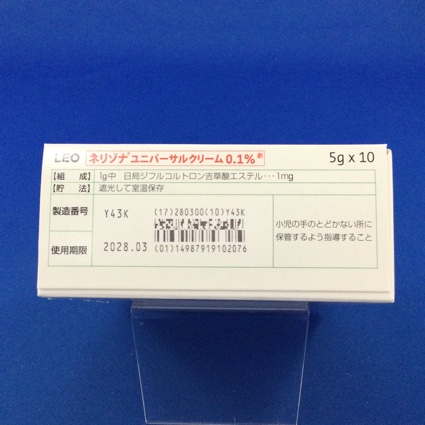 LEO ネリゾナ®ユニバーサルクリーム0.1% 5g x 10
【組 成】 1g中 日局ジフルコルトロン吉草酸エステル･･･1mg
【貯 法】 遮光して室温保存
製造番号 Y43K
(17)280300(10)Y43K
使用期限 2028.03
(01)14987919102076
小児の手のとどかない所に
保管するよう指導すること